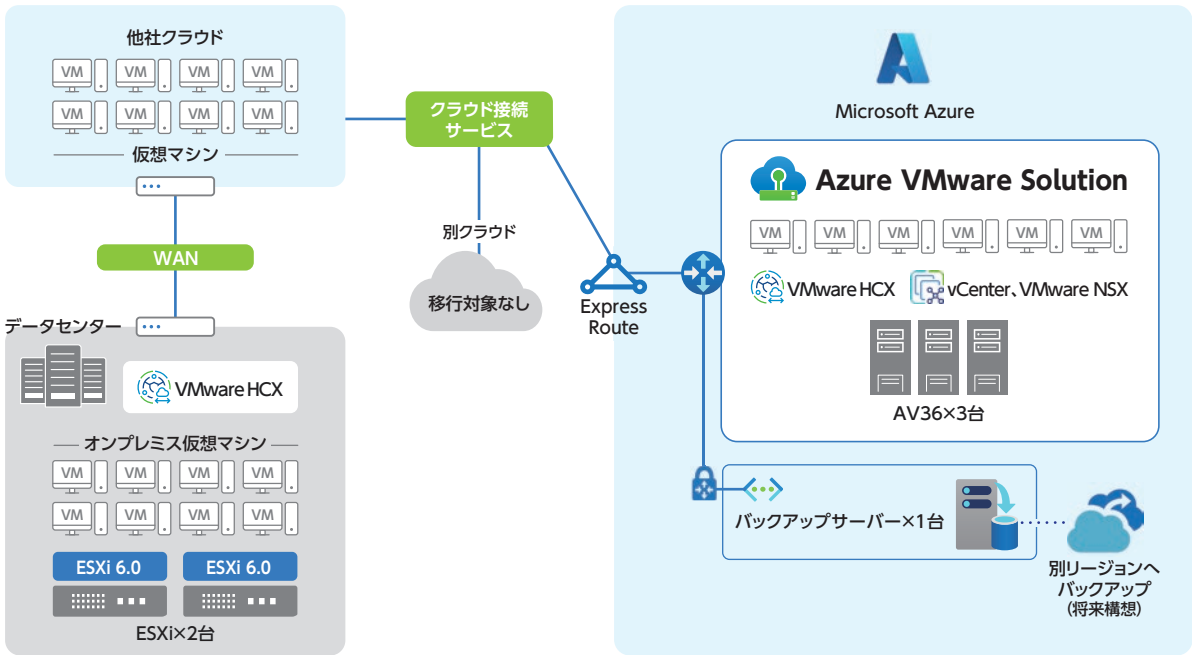 他社クラウド
VM VM VM VM
VM VM VM VM
仮想マシン
WAN
データセンター
VMware HCX
オンプレミス仮想マシン
VM VM VM VM
VM VM VM VM
ESXi 6.0 ESXi 6.0
ESXi×2台
クラウド接続
サービス
別クラウド
移行対象なし
Express
Route
Microsoft Azure
Azure VMware Solution
VM VM VM VM VM VM
VMware HCX vCenter、VMware NSX
AV36×3台
バックアップサーバー×1台
別リージョンへ
バックアップ
(将来構想)